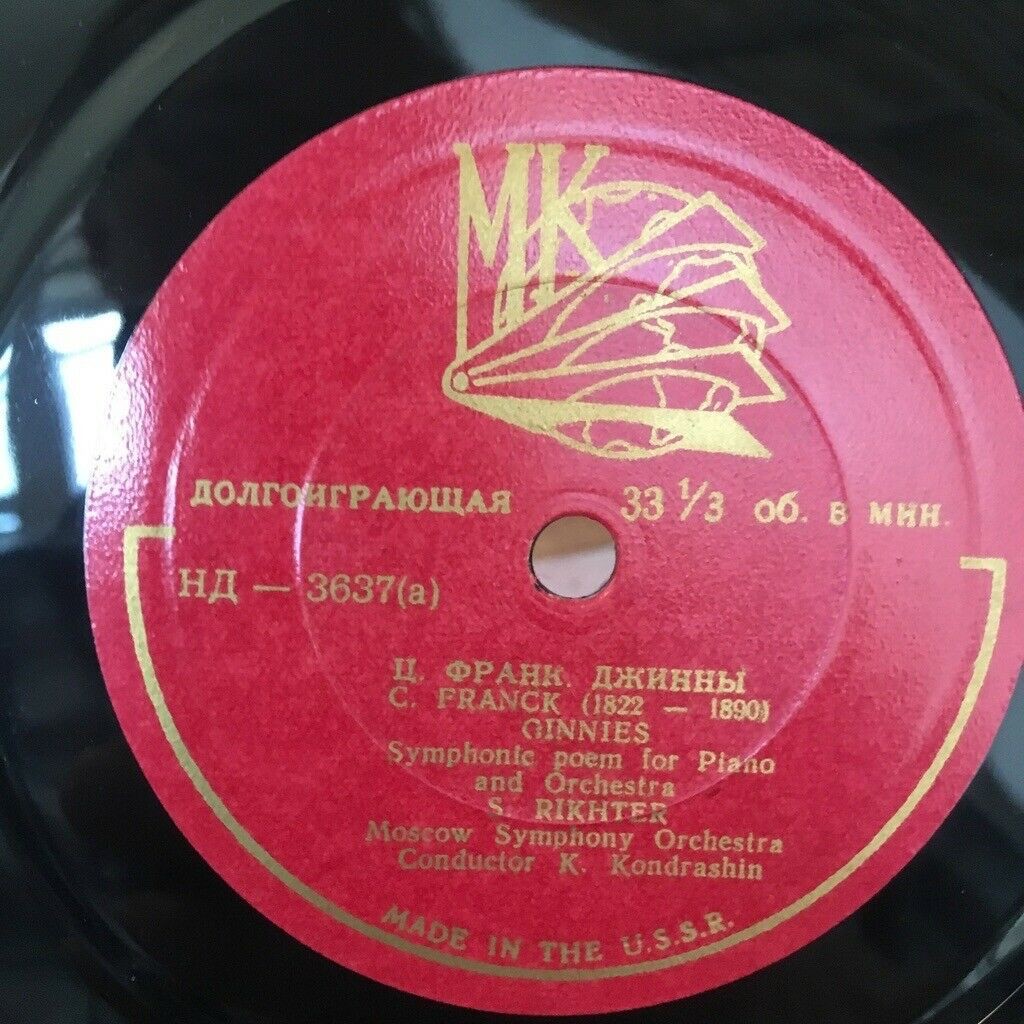 МК
ДОЛГОИГРАЮЩАЯ 33 1/3 об. в мин.
НД — 3637(а)
Ц. ФРАНК. ДЖИННЫ
C. FRANCK (1822 — 1890)
GINNIES
Symphonic poem for Piano
and Orchestra
S. RIKHTER
Moscow Symphony Orchestra
Conductor K. Kondrashin
MADE IN THE U.S.S.R.